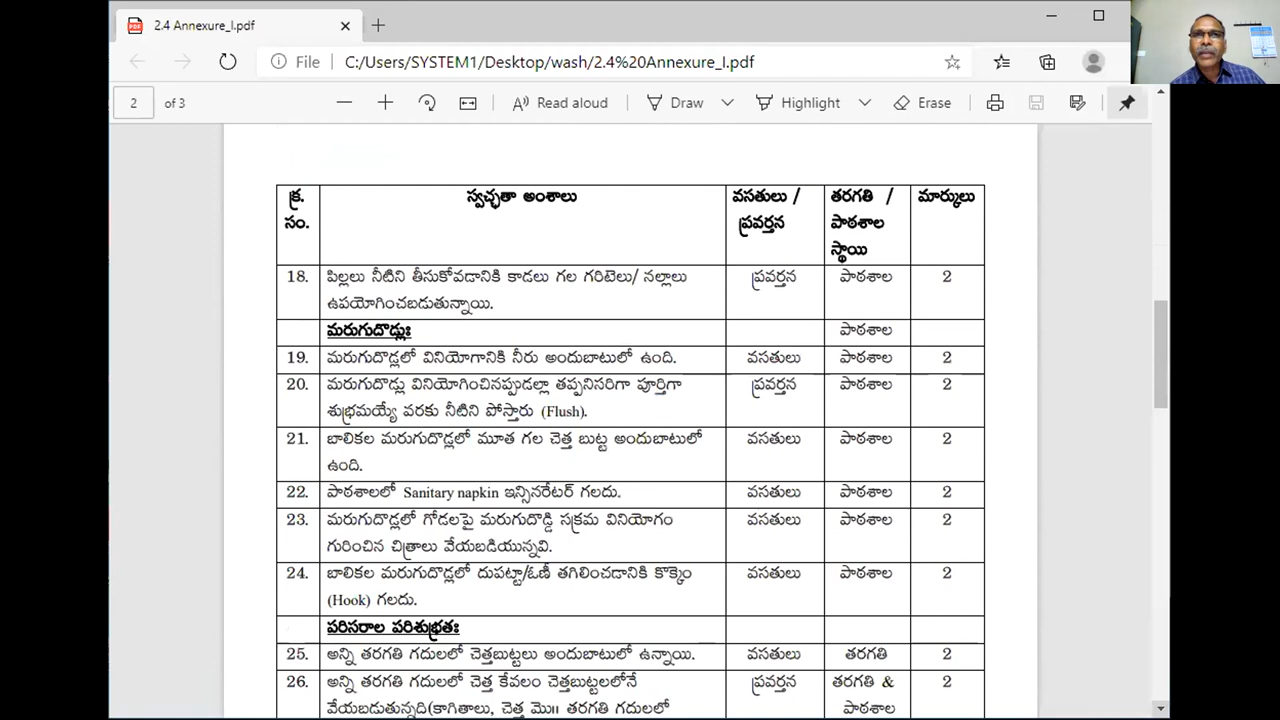 2.4 Annexure_I.pdf
File C:/Users/SYSTEM1/Desktop/wash/2.4%20Annexure_I.pdf
2 of 3 Read aloud Draw Highlight Erase
క్ర. స్వచ్ఛతా అంశాలు వసతులు / తరగతి / మార్కులు
సం. ప్రవర్తన పాఠశాల
స్థాయి
18. పిల్లలు నీటిని తీసుకోవడానికి కాడలు గల గరిటెలు/ నల్లాలు ప్రవర్తన పాఠశాల 2
ఉపయోగించబడుతున్నాయి.
మరుగుదొడ్లుః పాఠశాల
19. మరుగుదొడ్లలో వినియోగానికి నీరు అందుబాటులో ఉంది. వసతులు పాఠశాల 2
20. మరుగుదొడ్లు వినియోగించినప్పుడల్లా తప్పనిసరిగా పూర్తిగా ప్రవర్తన పాఠశాల 2
శుభ్రమయ్యే వరకు నీటిని పోస్తారు (Flush).
21. బాలికల మరుగుదొడ్లలో మూత గల చెత్త బుట్ట అందుబాటులో వసతులు పాఠశాల 2
ఉంది.
22. పాఠశాలలో Sanitary napkin ఇన్సినరేటర్ గలదు. వసతులు పాఠశాల 2
23. మరుగుదొడ్లలో గోడలపై మరుగుదొడ్డి సక్రమ వినియోగం వసతులు పాఠశాల 2
గురించిన చిత్రాలు వేయబడియున్నవి.
24. బాలికల మరుగుదొడ్లలో దుపట్టా/ఓణీ తగిలించడానికి కొక్కెం వసతులు పాఠశాల 2
(Hook) గలదు.
పరిసరాల పరిశుభ్రతః
25. అన్ని తరగతి గదులలో చెత్తబుట్టలు అందుబాటులో ఉన్నాయి. వసతులు తరగతి 2
26. అన్ని తరగతి గదులలో చెత్త కేవలం చెత్తబుట్టలలోనే ప్రవర్తన తరగతి & 2
వేయబడుతున్నది(కాగితాలు, చెత్త మొ॥ తరగతి గదులలో పాఠశాల